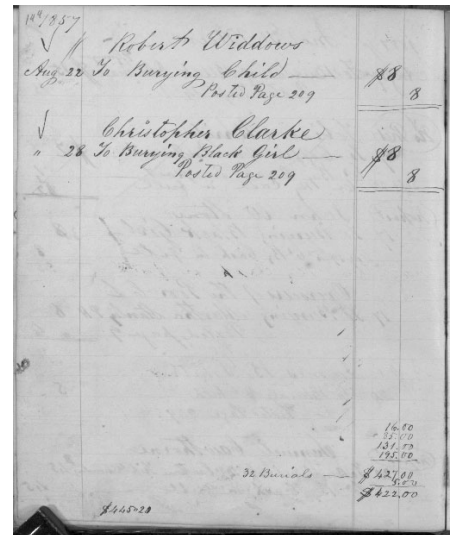 1857
Robert Widdows
Aug 22 To Burying Child — $8
Posted Page 209 8
Christopher Clarke
" 28 To Burying Black Girl — $8
Posted Page 209 8
16.00
35.00
131.00
195.00
32 Burials — $427.00
5.00
$422.00
$445.20